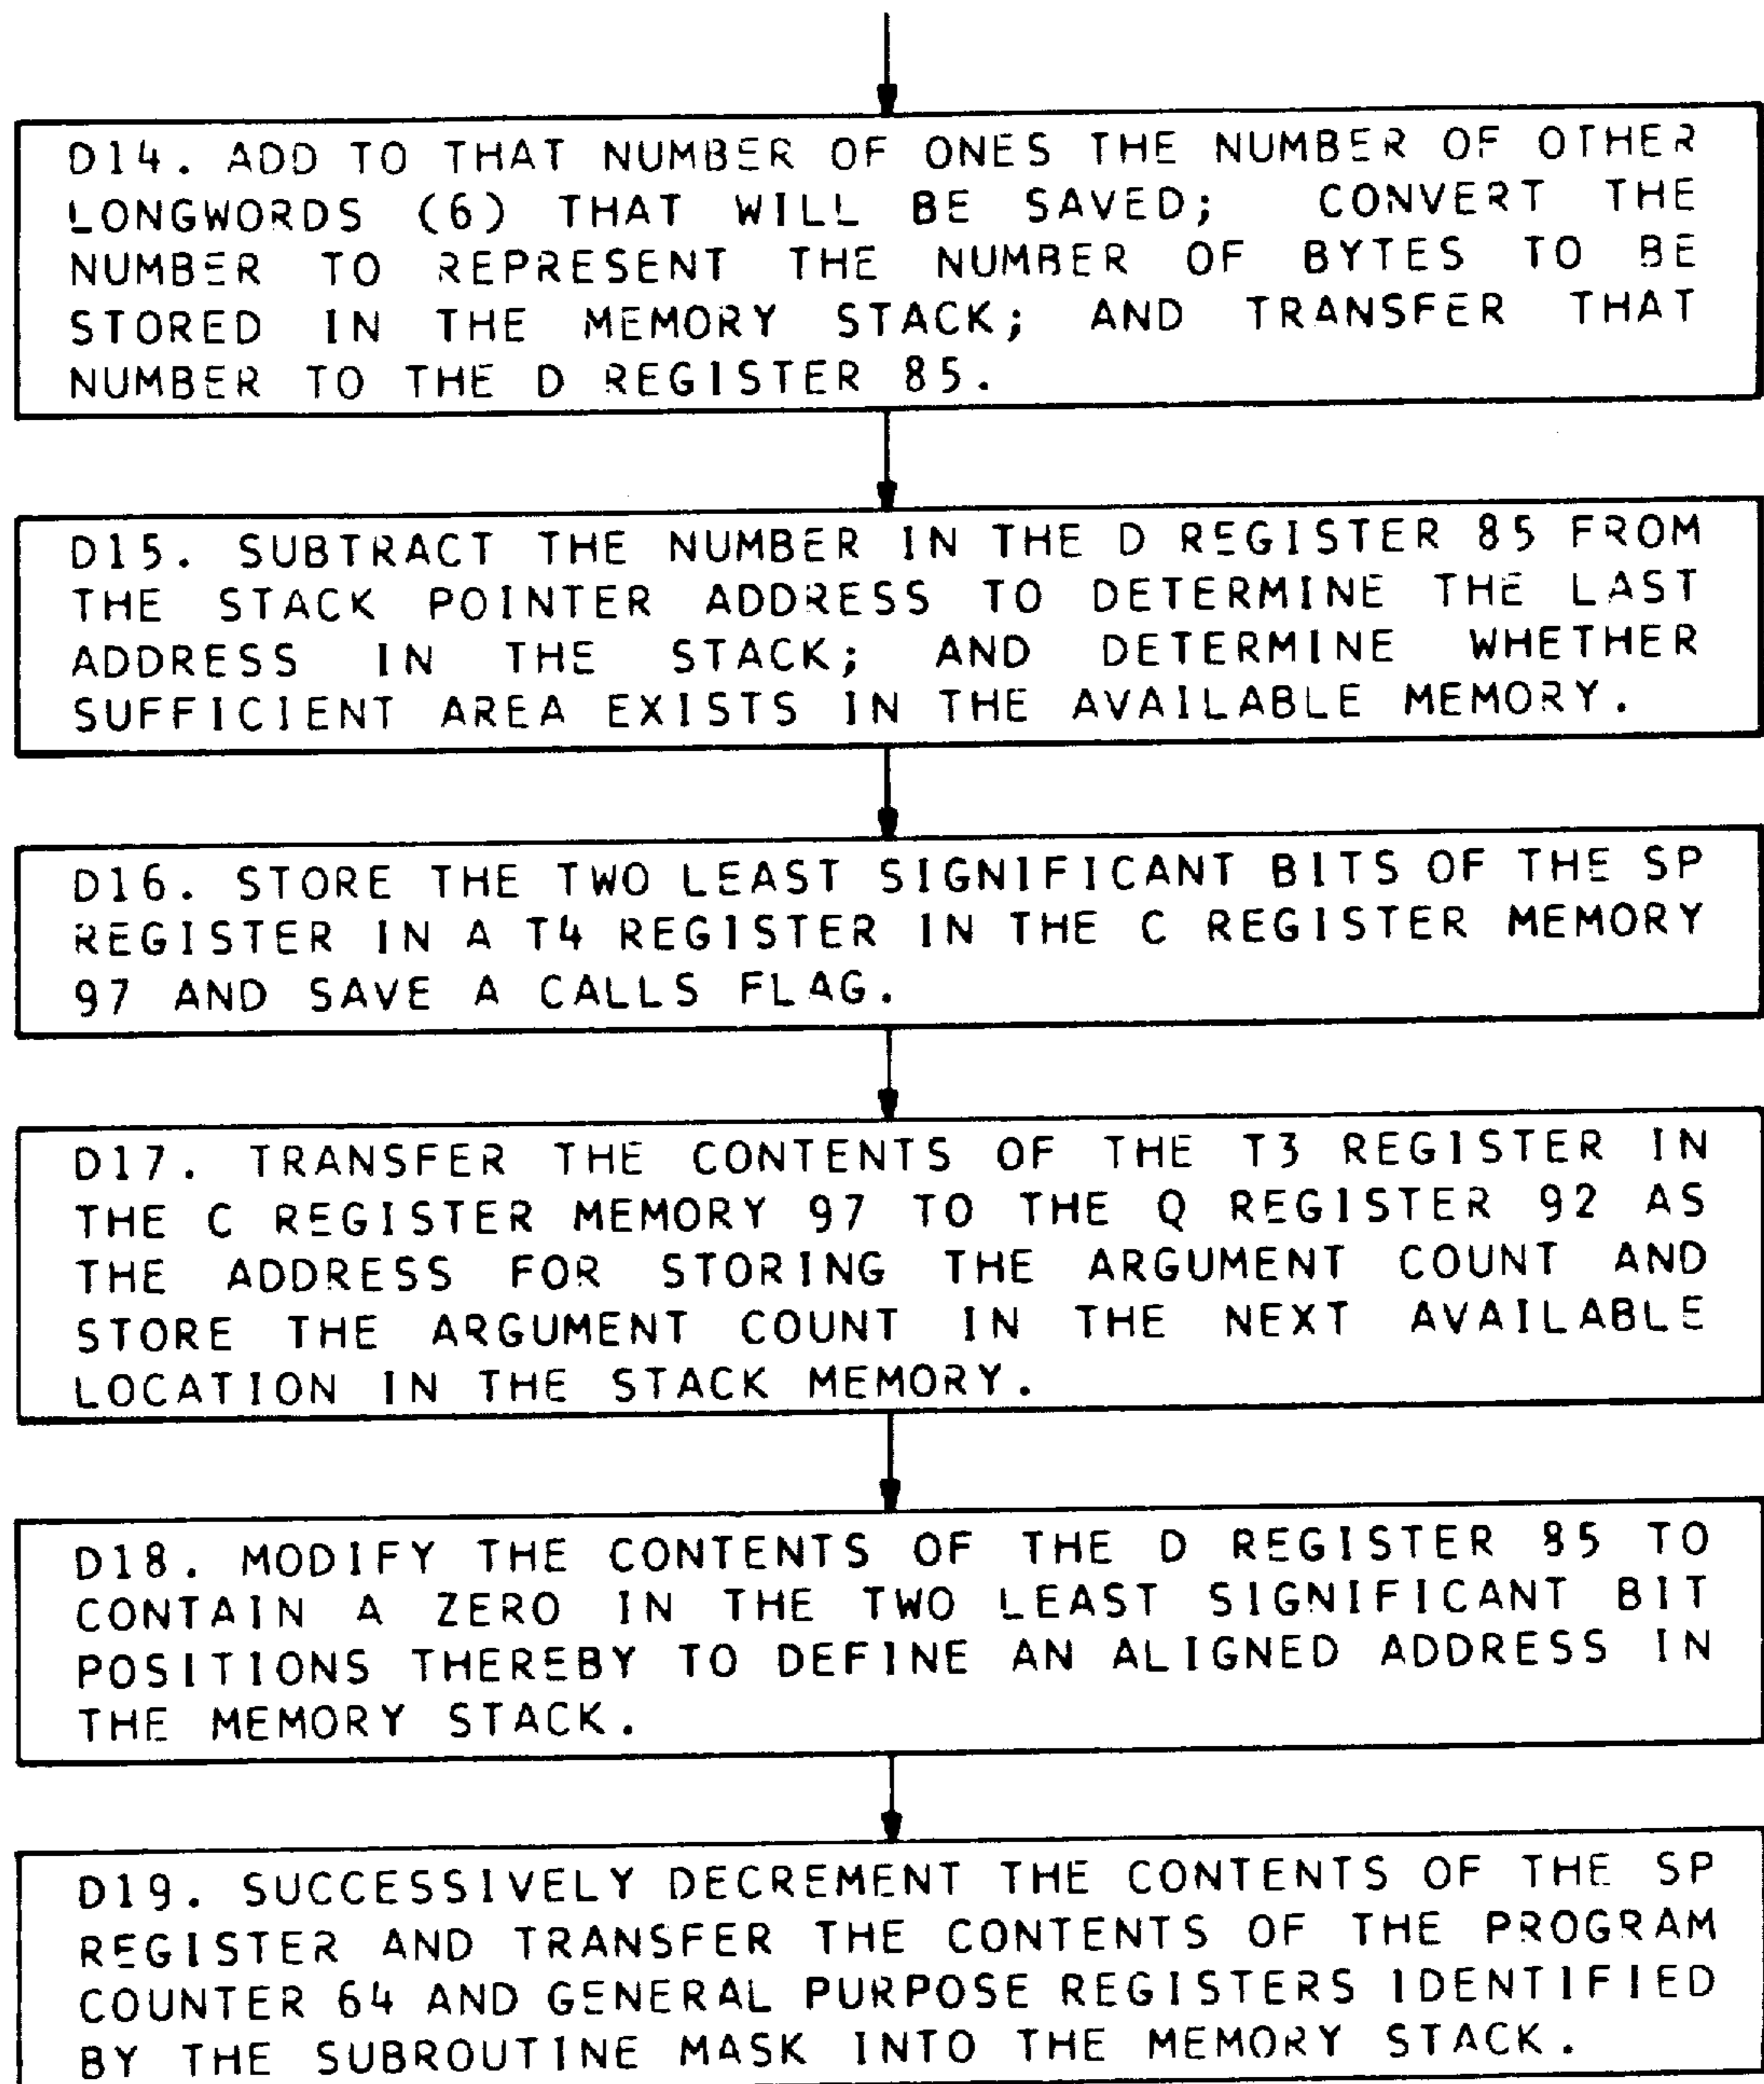 D14. ADD TO THAT NUMBER OF ONES THE NUMBER OF OTHER
LONGWORDS (6) THAT WILL BE SAVED; CONVERT THE
NUMBER TO REPRESENT THE NUMBER OF BYTES TO BE
STORED IN THE MEMORY STACK; AND TRANSFER THAT
NUMBER TO THE D REGISTER 85.
D15. SUBTRACT THE NUMBER IN THE D REGISTER 85 FROM
THE STACK POINTER ADDRESS TO DETERMINE THE LAST
ADDRESS IN THE STACK; AND DETERMINE WHETHER
SUFFICIENT AREA EXISTS IN THE AVAILABLE MEMORY.
D16. STORE THE TWO LEAST SIGNIFICANT BITS OF THE SP
REGISTER IN A T4 REGISTER IN THE C REGISTER MEMORY
97 AND SAVE A CALLS FLAG.
D17. TRANSFER THE CONTENTS OF THE T3 REGISTER IN
THE C REGISTER MEMORY 97 TO THE Q REGISTER 92 AS
THE ADDRESS FOR STORING THE ARGUMENT COUNT AND
STORE THE ARGUMENT COUNT IN THE NEXT AVAILABLE
LOCATION IN THE STACK MEMORY.
D18. MODIFY THE CONTENTS OF THE D REGISTER 85 TO
CONTAIN A ZERO IN THE TWO LEAST SIGNIFICANT BIT
POSITIONS THEREBY TO DEFINE AN ALIGNED ADDRESS IN
THE MEMORY STACK.
D19. SUCCESSIVELY DECREMENT THE CONTENTS OF THE SP
REGISTER AND TRANSFER THE CONTENTS OF THE PROGRAM
COUNTER 64 AND GENERAL PURPOSE REGISTERS IDENTIFIED
BY THE SUBROUTINE MASK INTO THE MEMORY STACK.